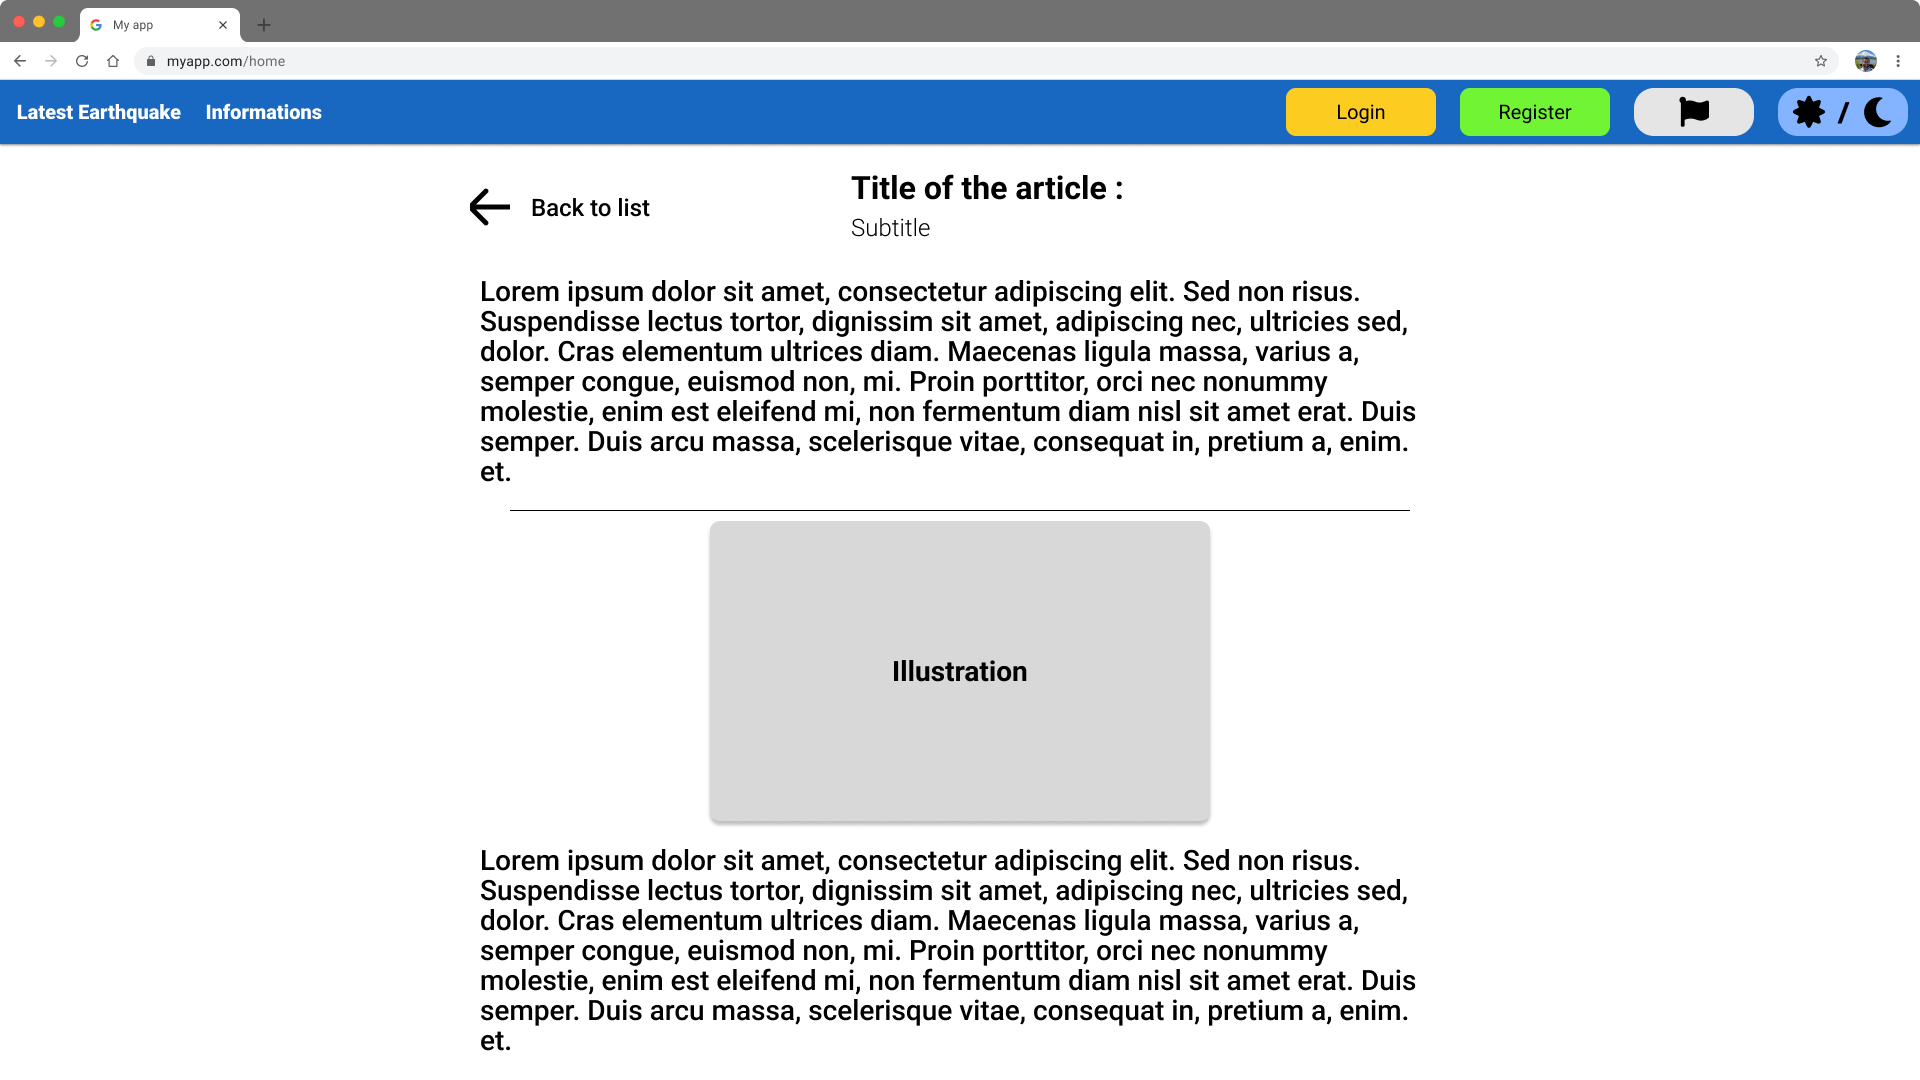 My app
myapp.com/home
Latest Earthquake Informations Login Register /
Title of the article :
Back to list
Subtitle
Lorem ipsum dolor sit amet, consectetur adipiscing elit. Sed non risus.
Suspendisse lectus tortor, dignissim sit amet, adipiscing nec, ultricies sed,
dolor. Cras elementum ultrices diam. Maecenas ligula massa, varius a,
semper congue, euismod non, mi. Proin porttitor, orci nec nonummy
molestie, enim est eleifend mi, non fermentum diam nisl sit amet erat. Duis
semper. Duis arcu massa, scelerisque vitae, consequat in, pretium a, enim.
et.
Illustration
Lorem ipsum dolor sit amet, consectetur adipiscing elit. Sed non risus.
Suspendisse lectus tortor, dignissim sit amet, adipiscing nec, ultricies sed,
dolor. Cras elementum ultrices diam. Maecenas ligula massa, varius a,
semper congue, euismod non, mi. Proin porttitor, orci nec nonummy
molestie, enim est eleifend mi, non fermentum diam nisl sit amet erat. Duis
semper. Duis arcu massa, scelerisque vitae, consequat in, pretium a, enim.
et.